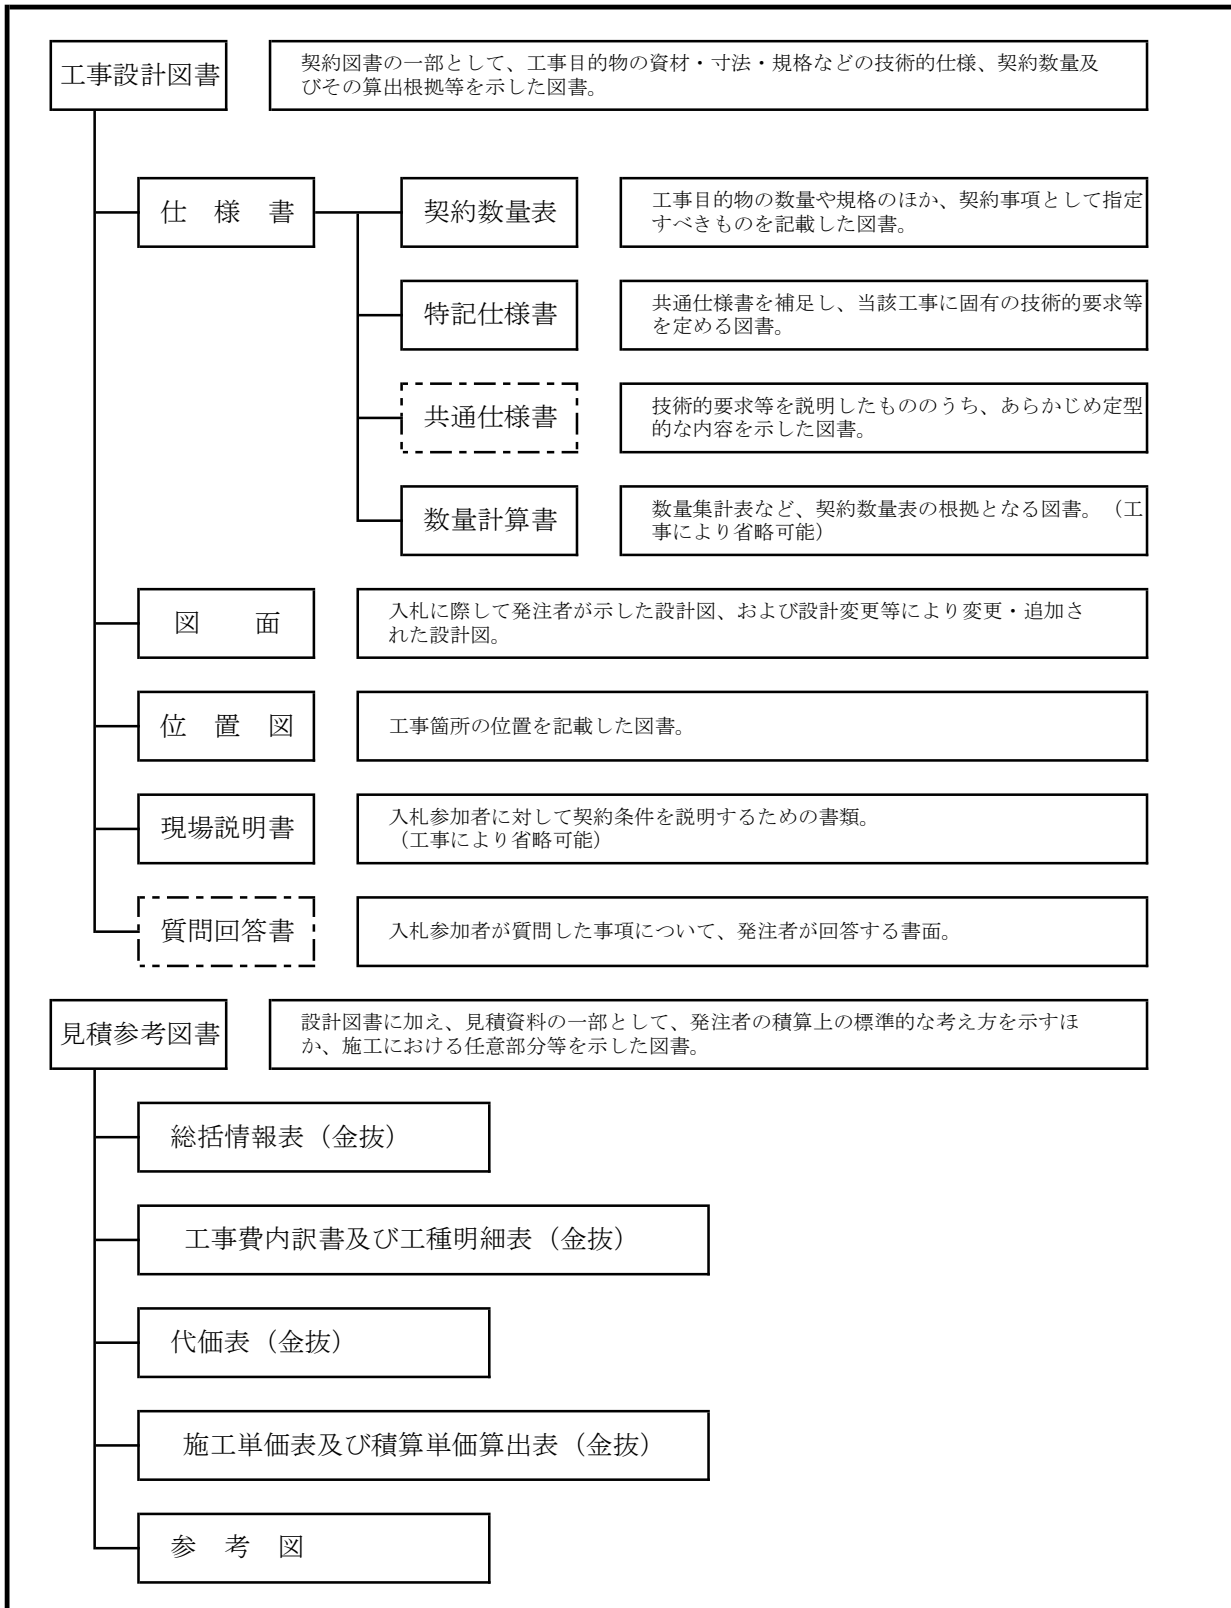 工事設計図書
契約図書の一部として、工事目的物の資材・寸法・規格などの技術的仕様、契約数量及
びその算出根拠等を示した図書。
仕　様　書
契約数量表
工事目的物の数量や規格のほか、契約事項として指定
すべきものを記載した図書。
特記仕様書
共通仕様書を補足し、当該工事に固有の技術的要求等
を定める図書。
共通仕様書
技術的要求等を説明したもののうち、あらかじめ定型
的な内容を示した図書。
数量計算書
数量集計表など、契約数量表の根拠となる図書。（工
事により省略可能）
図　　面
入札に際して発注者が示した設計図、および設計変更等により変更・追加さ
れた設計図。
位　置　図
工事箇所の位置を記載した図書。
現場説明書
入札参加者に対して契約条件を説明するための書類。
（工事により省略可能）
質問回答書
入札参加者が質問した事項について、発注者が回答する書面。
見積参考図書
設計図書に加え、見積資料の一部として、発注者の積算上の標準的な考え方を示すほ
か、施工における任意部分等を示した図書。
総括情報表（金抜）
工事費内訳書及び工種明細表（金抜）
代価表（金抜）
施工単価表及び積算単価算出表（金抜）
参　考　図